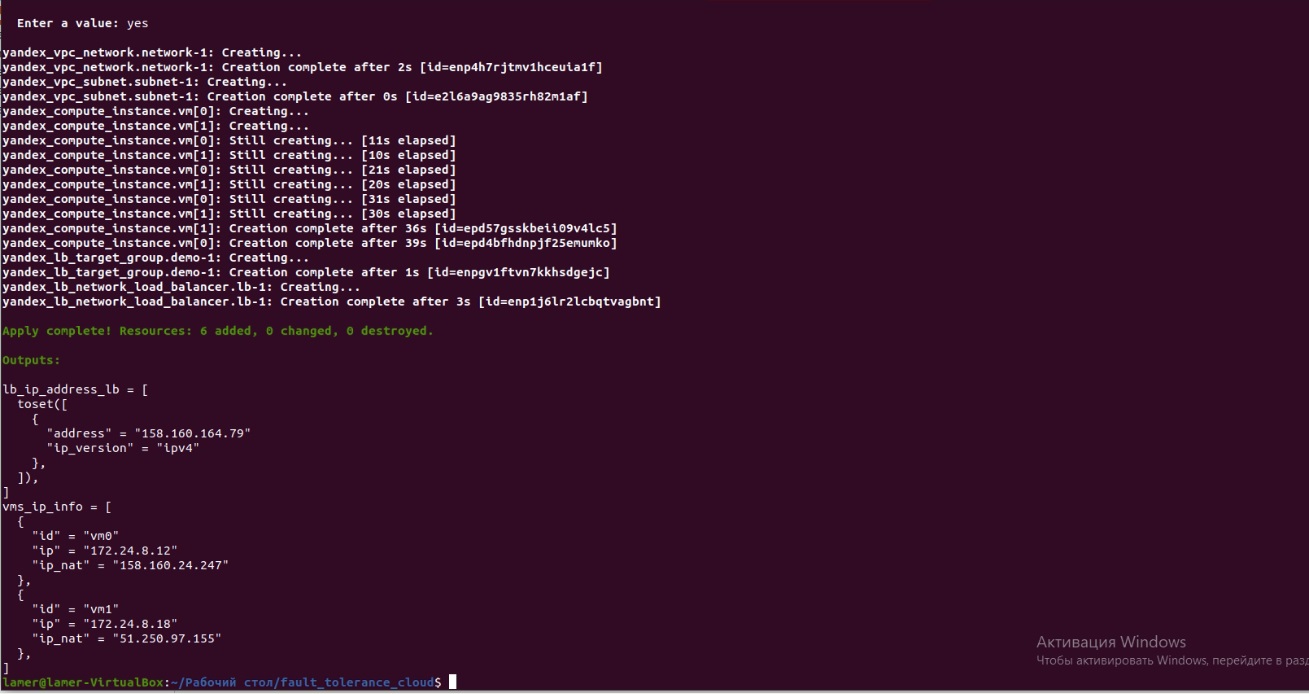 Enter a value: yes
yandex_vpc_network.network-1: Creating...
yandex_vpc_network.network-1: Creation complete after 2s [id=enp4h7rjtmv1hceuia1f]
yandex_vpc_subnet.subnet-1: Creating...
yandex_vpc_subnet.subnet-1: Creation complete after 0s [id=e2l6a9ag9835rh82m1af]
yandex_compute_instance.vm[0]: Creating...
yandex_compute_instance.vm[1]: Creating...
yandex_compute_instance.vm[0]: Still creating... [11s elapsed]
yandex_compute_instance.vm[1]: Still creating... [10s elapsed]
yandex_compute_instance.vm[0]: Still creating... [21s elapsed]
yandex_compute_instance.vm[1]: Still creating... [20s elapsed]
yandex_compute_instance.vm[0]: Still creating... [31s elapsed]
yandex_compute_instance.vm[1]: Still creating... [30s elapsed]
yandex_compute_instance.vm[1]: Creation complete after 36s [id=epd57gsskbeii09v4lc5]
yandex_compute_instance.vm[0]: Creation complete after 39s [id=epd4bfhdnpjf25emumko]
yandex_lb_target_group.demo-1: Creating...
yandex_lb_target_group.demo-1: Creation complete after 1s [id=enpgv1ftvn7kkhsdgejc]
yandex_lb_network_load_balancer.lb-1: Creating...
yandex_lb_network_load_balancer.lb-1: Creation complete after 3s [id=enp1j6lr2lcbqtvagbnt]
Apply complete! Resources: 6 added, 0 changed, 0 destroyed.
Outputs:
lb_ip_address_lb = [
toset([
{
"address" = "158.160.164.79"
"ip_version" = "ipv4"
},
]),
]
vms_ip_info = [
{
"id" = "vm0"
"ip" = "172.24.8.12"
"ip_nat" = "158.160.24.247"
},
{
"id" = "vm1"
"ip" = "172.24.8.18"
"ip_nat" = "51.250.97.155"
},
]
lamer@lamer-VirtualBox:~/Рабочий стол/fault_tolerance_cloud$
Активация Windows
Чтобы активировать Windows, перейдите в разд